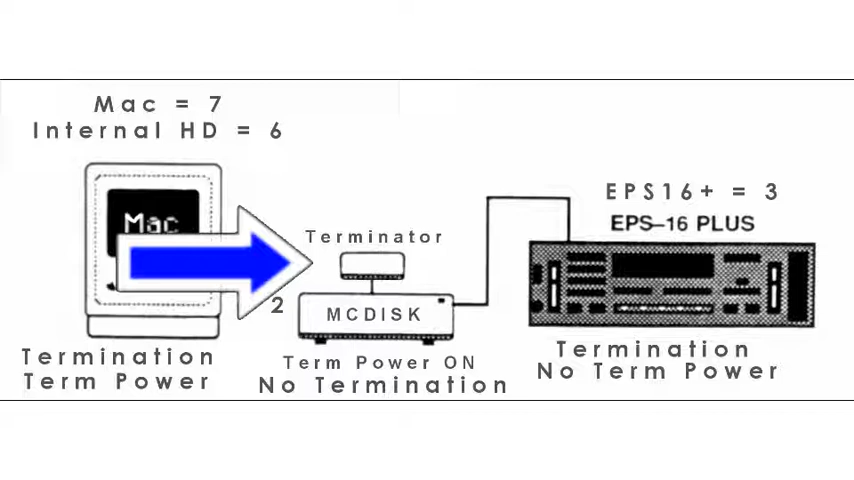 Mac = 7
Internal HD = 6
EPS16+ = 3
EPS–16 PLUS
Mac
Terminator
2
MCDISK
Termination
Term Power
Term Power ON
No Termination
Termination
No Term Power